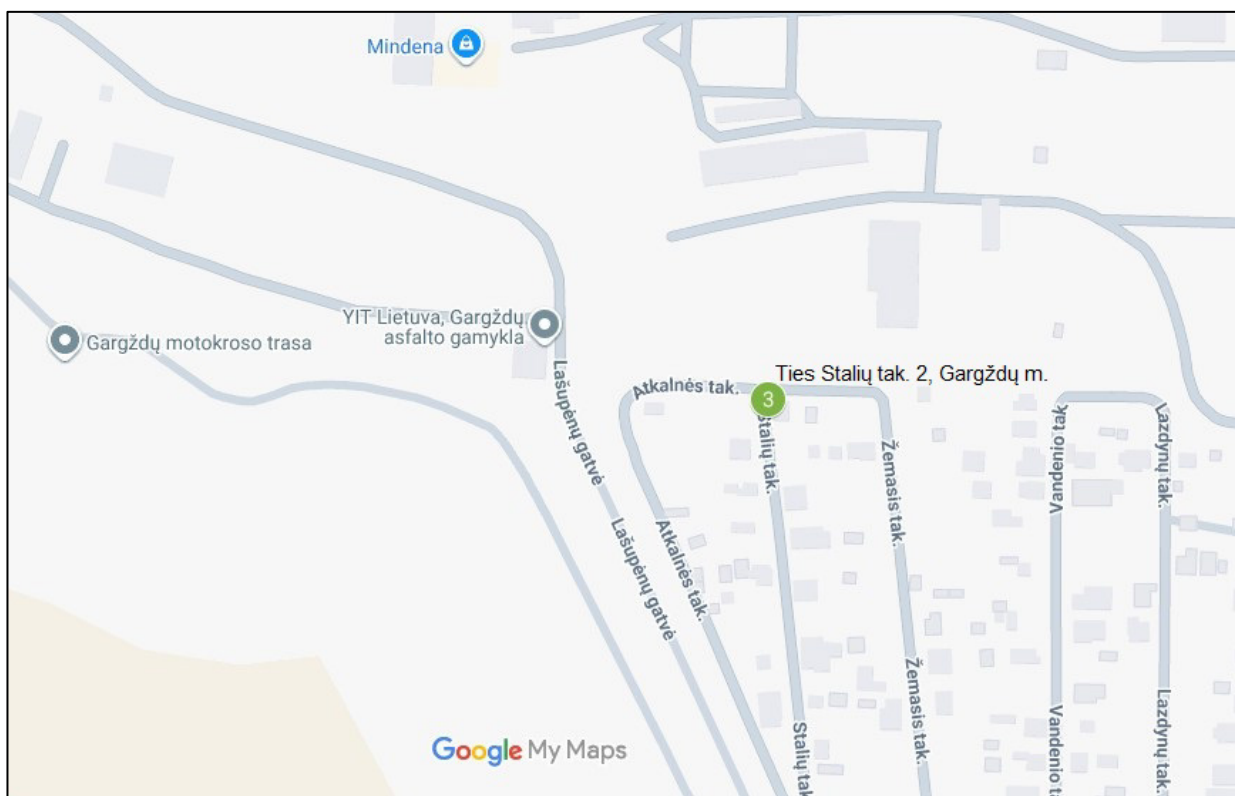 Mindena
YIT Lietuva, Gargždų
asfalto gamykla
Gargždų motokroso trasa
Ties Stalių tak. 2, Gargždų m.
Atkalnės tak.
3
Lašupėnų gatvė
Stalių tak.
Žemasis tak.
Vandenio tak
Lazdynų tak.
Lašupėnų gatvė
Atkalnės tak.
Žemasis tak.
Stalių tak.
Vandenio ta
Lazdynų tak.
Google My Maps